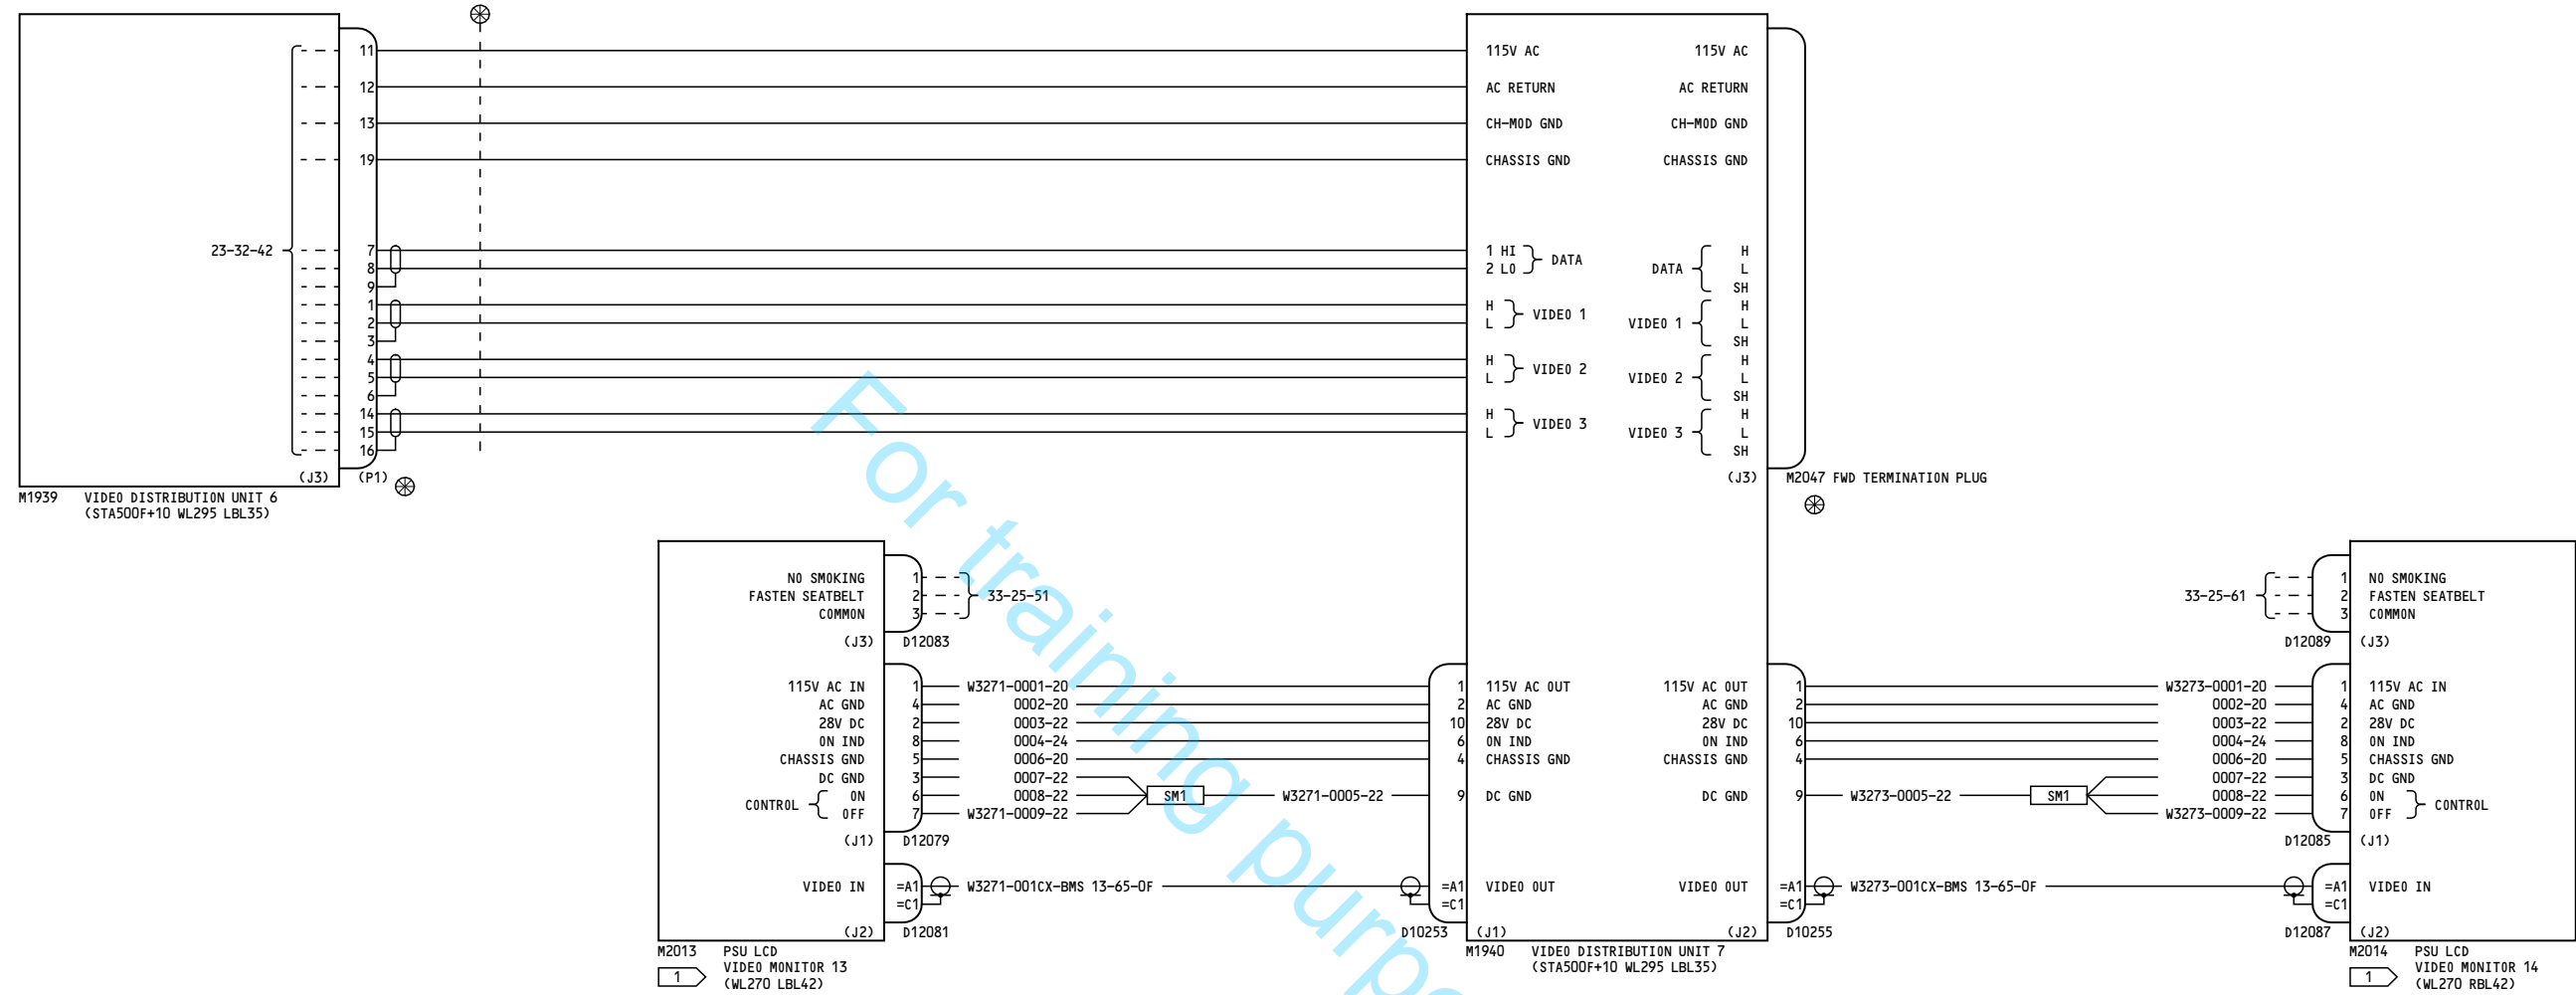 11 115V AC 115V AC
12 AC RETURN AC RETURN
13 CH-MOD GND CH-MOD GND
19 CHASSIS GND CHASSIS GND
23-32-42 7 1 HI DATA H
8 2 LO DATA L
9 SH
1 H VIDEO 1 H
2 L VIDEO 1 L
3 SH
4 H VIDEO 2 H
5 L VIDEO 2 L
6 SH
14 H VIDEO 3 H
15 L VIDEO 3 L
16 SH
(J3) (P1) (J3) M2047 FWD TERMINATION PLUG
M1939 VIDEO DISTRIBUTION UNIT 6
(STA500F+10 WL295 LBL35)
NO SMOKING 1 33-25-61 1 NO SMOKING
FASTEN SEATBELT 2 33-25-51 2 FASTEN SEATBELT
COMMON 3 3 COMMON
(J3) D12083 D12089 (J3)
115V AC IN 1 W3271-0001-20 1 115V AC OUT 115V AC OUT 1 W3273-0001-20 1 115V AC IN
AC GND 4 0002-20 2 AC GND AC GND 2 0002-20 4 AC GND
28V DC 2 0003-22 10 28V DC 28V DC 10 0003-22 2 28V DC
ON IND 8 0004-24 6 ON IND ON IND 6 0004-24 8 ON IND
CHASSIS GND 5 0006-20 4 CHASSIS GND CHASSIS GND 4 0006-20 5 CHASSIS GND
DC GND 3 0007-22 0007-22 3 DC GND
CONTROL ON 6 0008-22 SM1 W3271-0005-22 9 DC GND DC GND 9 W3273-0005-22 SM1 0008-22 6 ON CONTROL
OFF 7 W3271-0009-22 W3273-0009-22 7 OFF
(J1) D12079 D12085 (J1)
VIDEO IN =A1 W3271-001CX-BMS 13-65-0F =A1 VIDEO OUT VIDEO OUT =A1 W3273-001CX-BMS 13-65-0F =A1 VIDEO IN
=C1 =C1 =C1 =C1
(J2) D12081 D10253 (J1) (J2) D10255 D12087 (J2)
M2013 PSU LCD
VIDEO MONITOR 13
1 (WL270 LBL42)
M1940 VIDEO DISTRIBUTION UNIT 7
(STA500F+10 WL295 LBL35)
M2014 PSU LCD
VIDEO MONITOR 14
1 (WL270 RBL42)
For training purpo